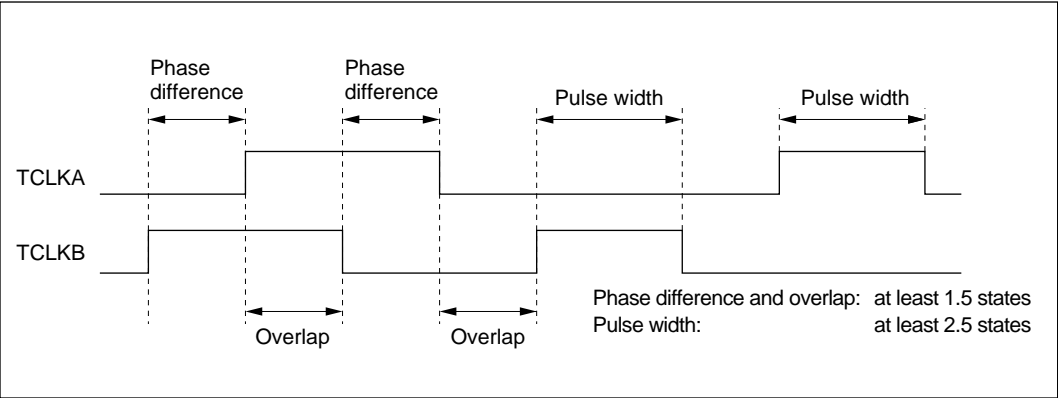 Phase
difference
Phase
difference
Pulse width
Pulse width
TCLKA
TCLKB
Overlap
Overlap
Phase difference and overlap: at least 1.5 states
Pulse width: at least 2.5 states